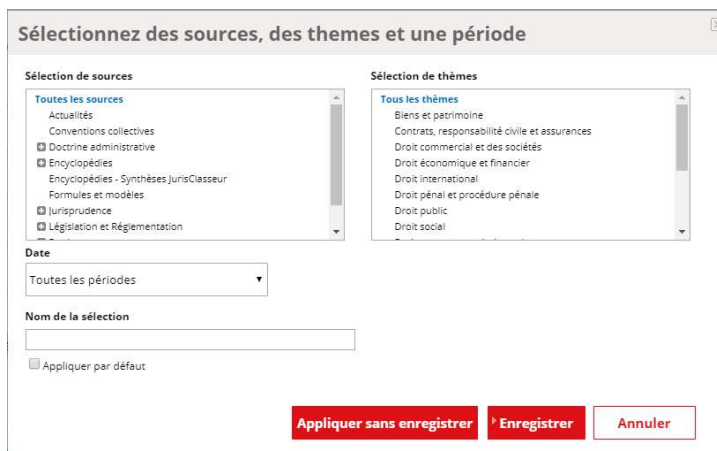 Sélectionnez des sources, des themes et une période
Sélection de sources
Toutes les sources
Actualités
Conventions collectives
Doctrine administrative
Encyclopédies
Encyclopédies - Synthèses JurisClasseur
Formules et modèles
Jurisprudence
Législation et Réglementation
Sélection de thèmes
Tous les thèmes
Biens et patrimoine
Contrats, responsabilité civile et assurances
Droit commercial et des sociétés
Droit économique et financier
Droit international
Droit pénal et procédure pénale
Droit public
Droit social
Date
Toutes les périodes
Nom de la sélection
Appliquer par défaut
Appliquer sans enregistrer
Enregistrer
Annuler